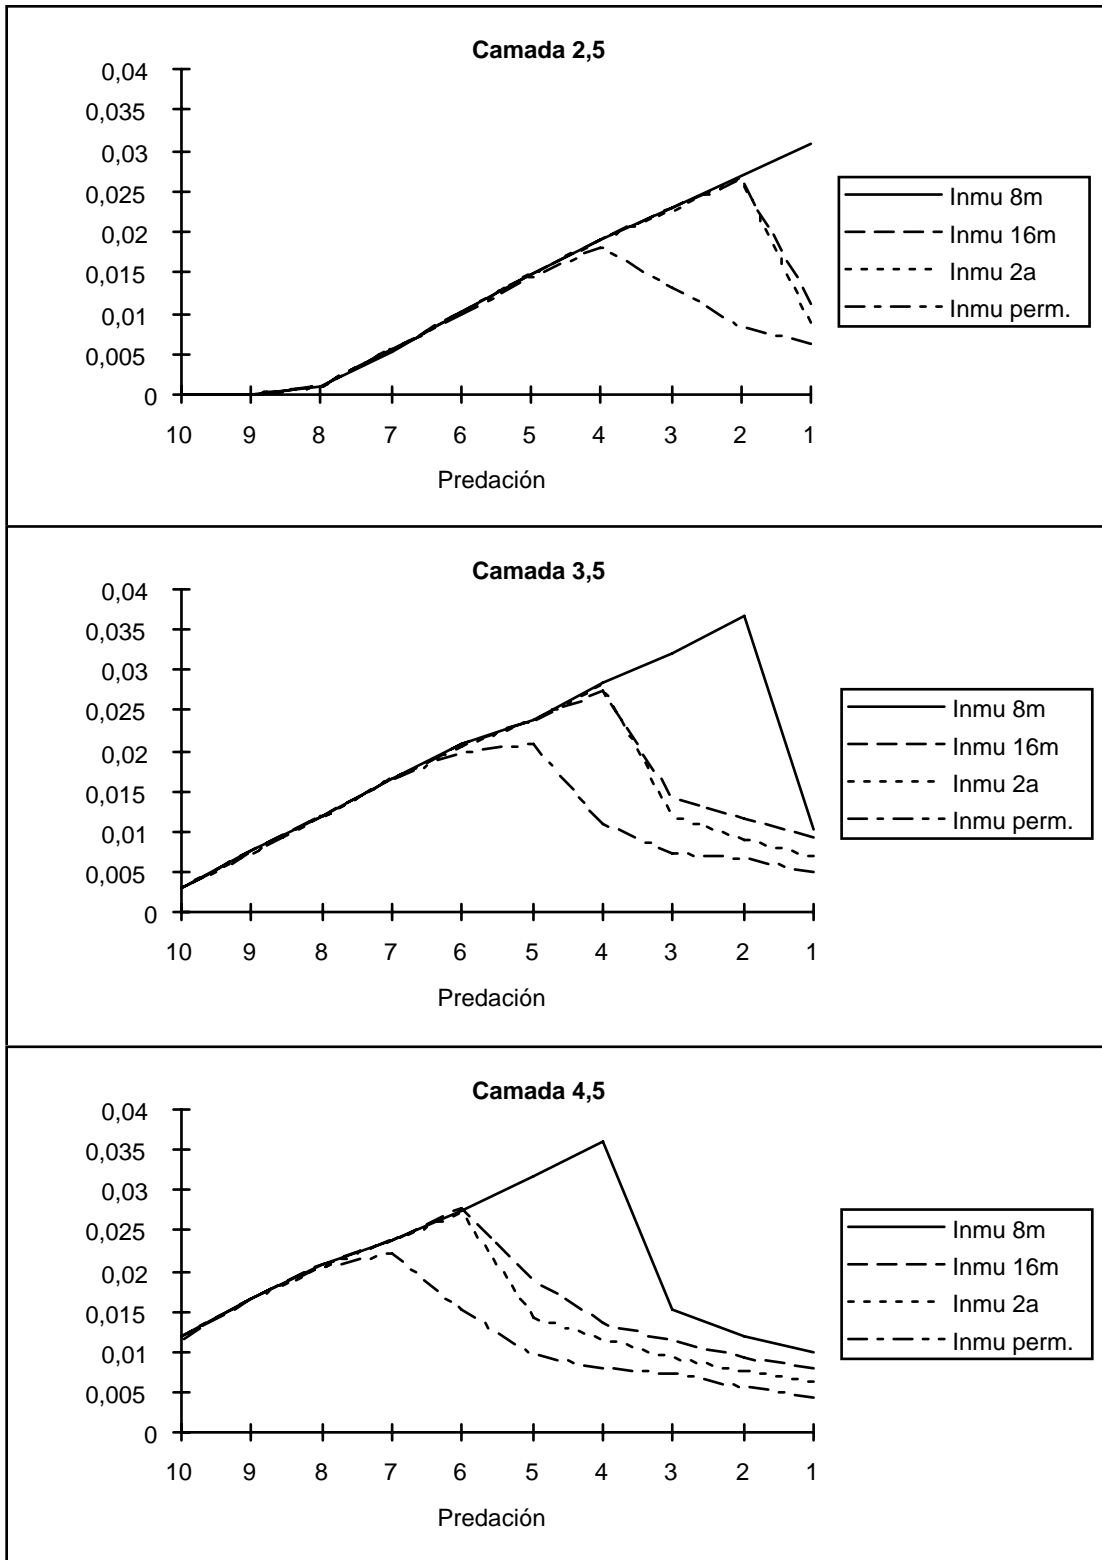 Camada 2,5
0,04
0,035
0,03
0,025
0,02
0,015
0,01
0,005
0
10 9 8 7 6 5 4 3 2 1
Predación
Inmu 8m
Inmu 16m
Inmu 2a
Inmu perm.
Camada 3,5
0,04
0,035
0,03
0,025
0,02
0,015
0,01
0,005
0
10 9 8 7 6 5 4 3 2 1
Predación
Inmu 8m
Inmu 16m
Inmu 2a
Inmu perm.
Camada 4,5
0,04
0,035
0,03
0,025
0,02
0,015
0,01
0,005
0
10 9 8 7 6 5 4 3 2 1
Predación
Inmu 8m
Inmu 16m
Inmu 2a
Inmu perm.